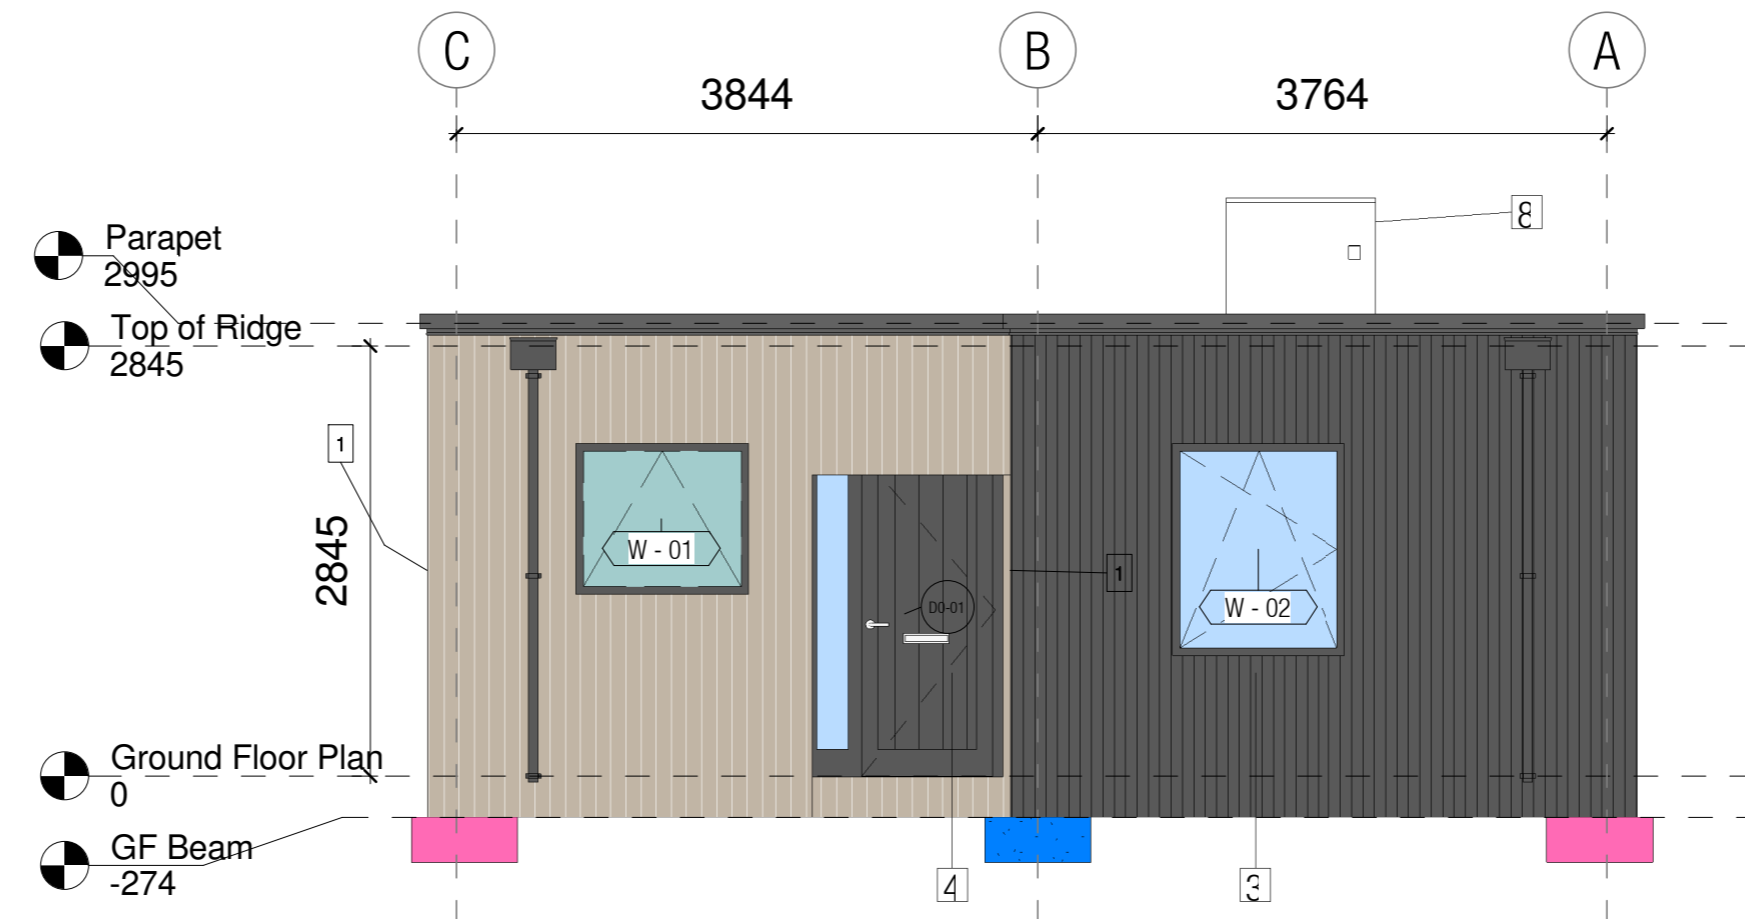 C
B
A
3844
3764
8
Parapet
2995
Top of Ridge
2845
1
2845
W - 01
1
D0-01
W - 02
Ground Floor Plan
0
GF Beam
-274
4
3